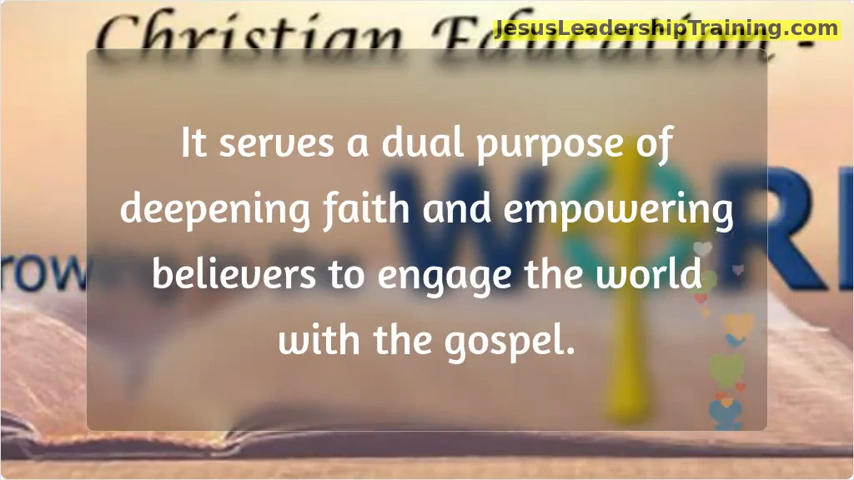 JesusLeadershipTraining.com
Christian Education -
It serves a dual purpose of
deepening faith and empowering
believers to engage the world
with the gospel.